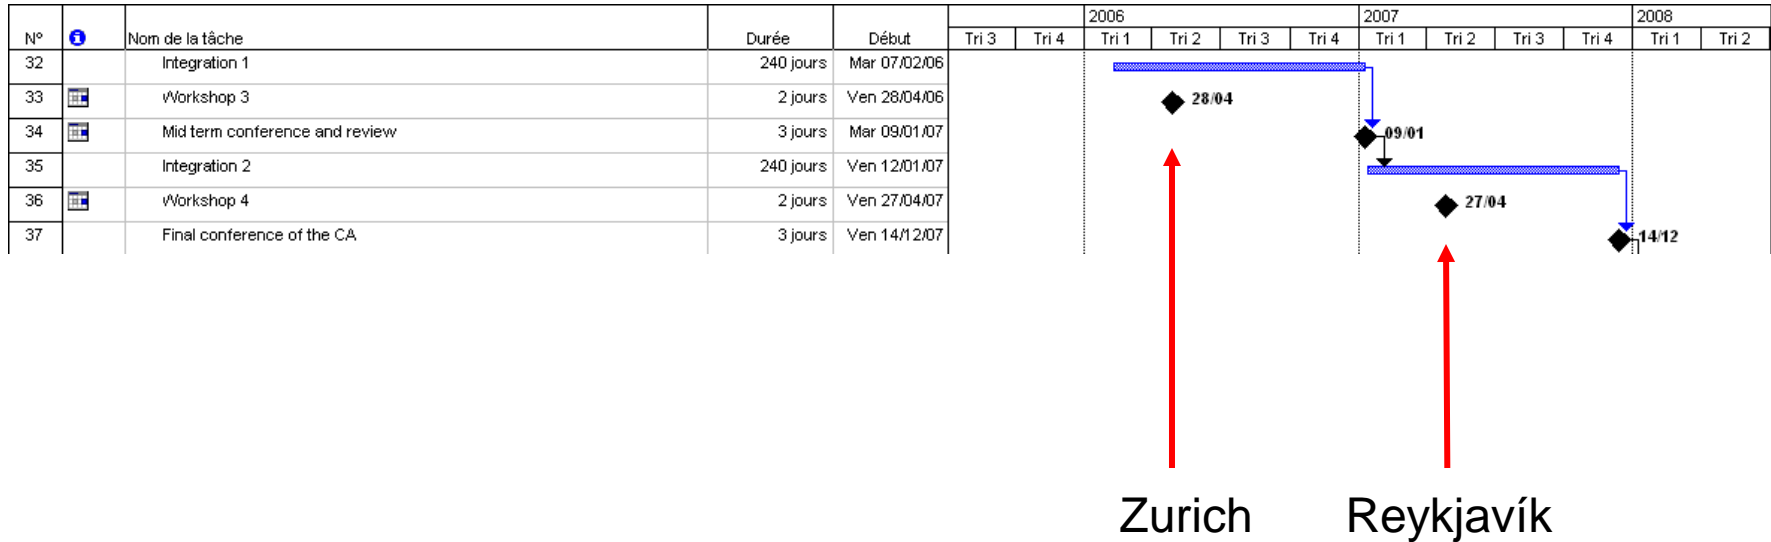 2006 2007 2008
N° Nom de la tâche Durée Début Tri 3 Tri 4 Tri 1 Tri 2 Tri 3 Tri 4 Tri 1 Tri 2 Tri 3 Tri 4 Tri 1 Tri 2
32 Integration 1 240 jours Mar 07/02/06
33 Workshop 3 2 jours Ven 28/04/06 28/04
34 Mid term conference and review 3 jours Mar 09/01/07 09/01
35 Integration 2 240 jours Ven 12/01/07
36 Workshop 4 2 jours Ven 27/04/07 27/04
37 Final conference of the CA 3 jours Ven 14/12/07 14/12
Zurich Reykjavík